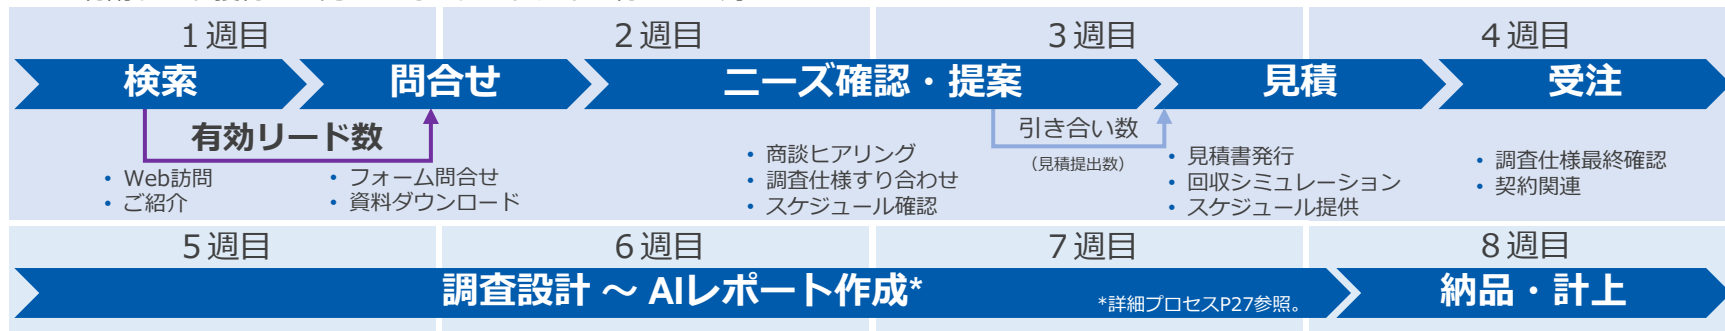 1週目
2週目
3週目
4週目
検索
問合せ
ニーズ確認・提案
見積
受注
有効リード数
引き合い数
(見積提出数)
• Web訪問
• ご紹介
• フォーム問合せ
• 資料ダウンロード
• 商談ヒアリング
• 調査仕様すり合わせ
• スケジュール確認
• 見積書発行
• 回収シミュレーション
• スケジュール提供
• 調査仕様最終確認
• 契約関連
5週目
6週目
7週目
8週目
調査設計 ～ AIレポート作成*
*詳細プロセスP27参照。
納品・計上